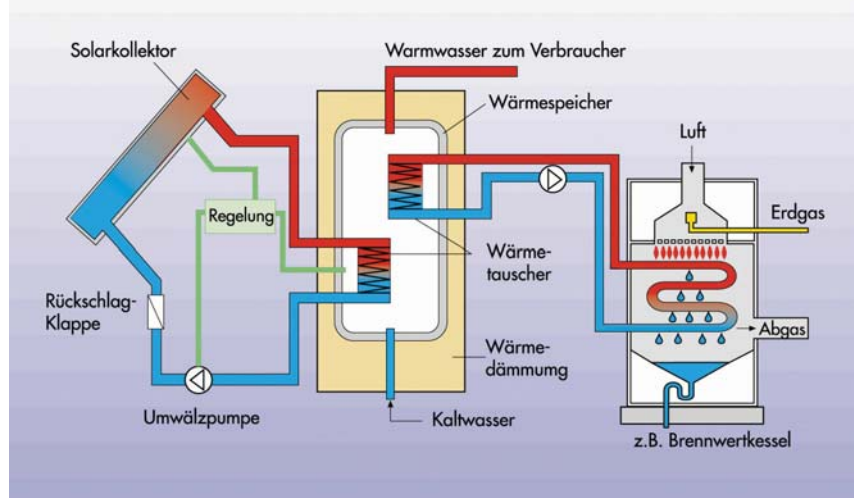 Solarkollektor
Warmwasser zum Verbraucher
Wärmespeicher
Luft
Regelung
Erdgas
Wärme-
tauscher
Rückschlag-
Klappe
Abgas
Wärme-
dämmumg
Umwälzpumpe
Kaltwasser
z.B. Brennwertkessel